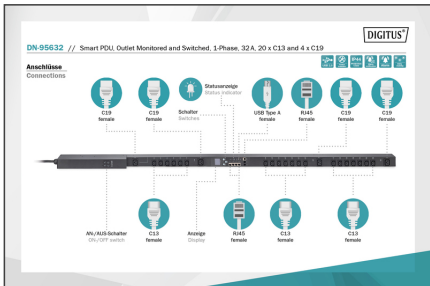 DIGITUS®
DN-95632 // Smart PDU, Outlet Monitored and Switched, 1-Phase, 32 A, 20 x C13 and 4 x C19
Anschlüsse
Connections
C19
female
C19
female
Schalter
Switches
Statusanzeige
Status indicator
USB Type A
female
RJ45
female
C19
female
C19
female
AN-/AUS-Schalter
ON-/OFF switch
C13
female
Anzeige
Display
RJ45
female
C13
female
C13
female